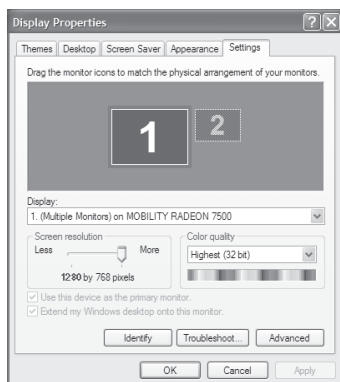 Display Properties
Themes Desktop Screen Saver Appearance Settings
Drag the monitor icons to match the physical arrangement of your monitors.
1
2
Display:
1. (Multiple Monitors) on MOBILITY RADEON 7500
Screen resolution
Less More
1280 by 768 pixels
Color quality
Highest (32 bit)
Use this device as the primary monitor.
Extend my Windows desktop onto this monitor.
Identify Troubleshoot... Advanced
OK Cancel Apply